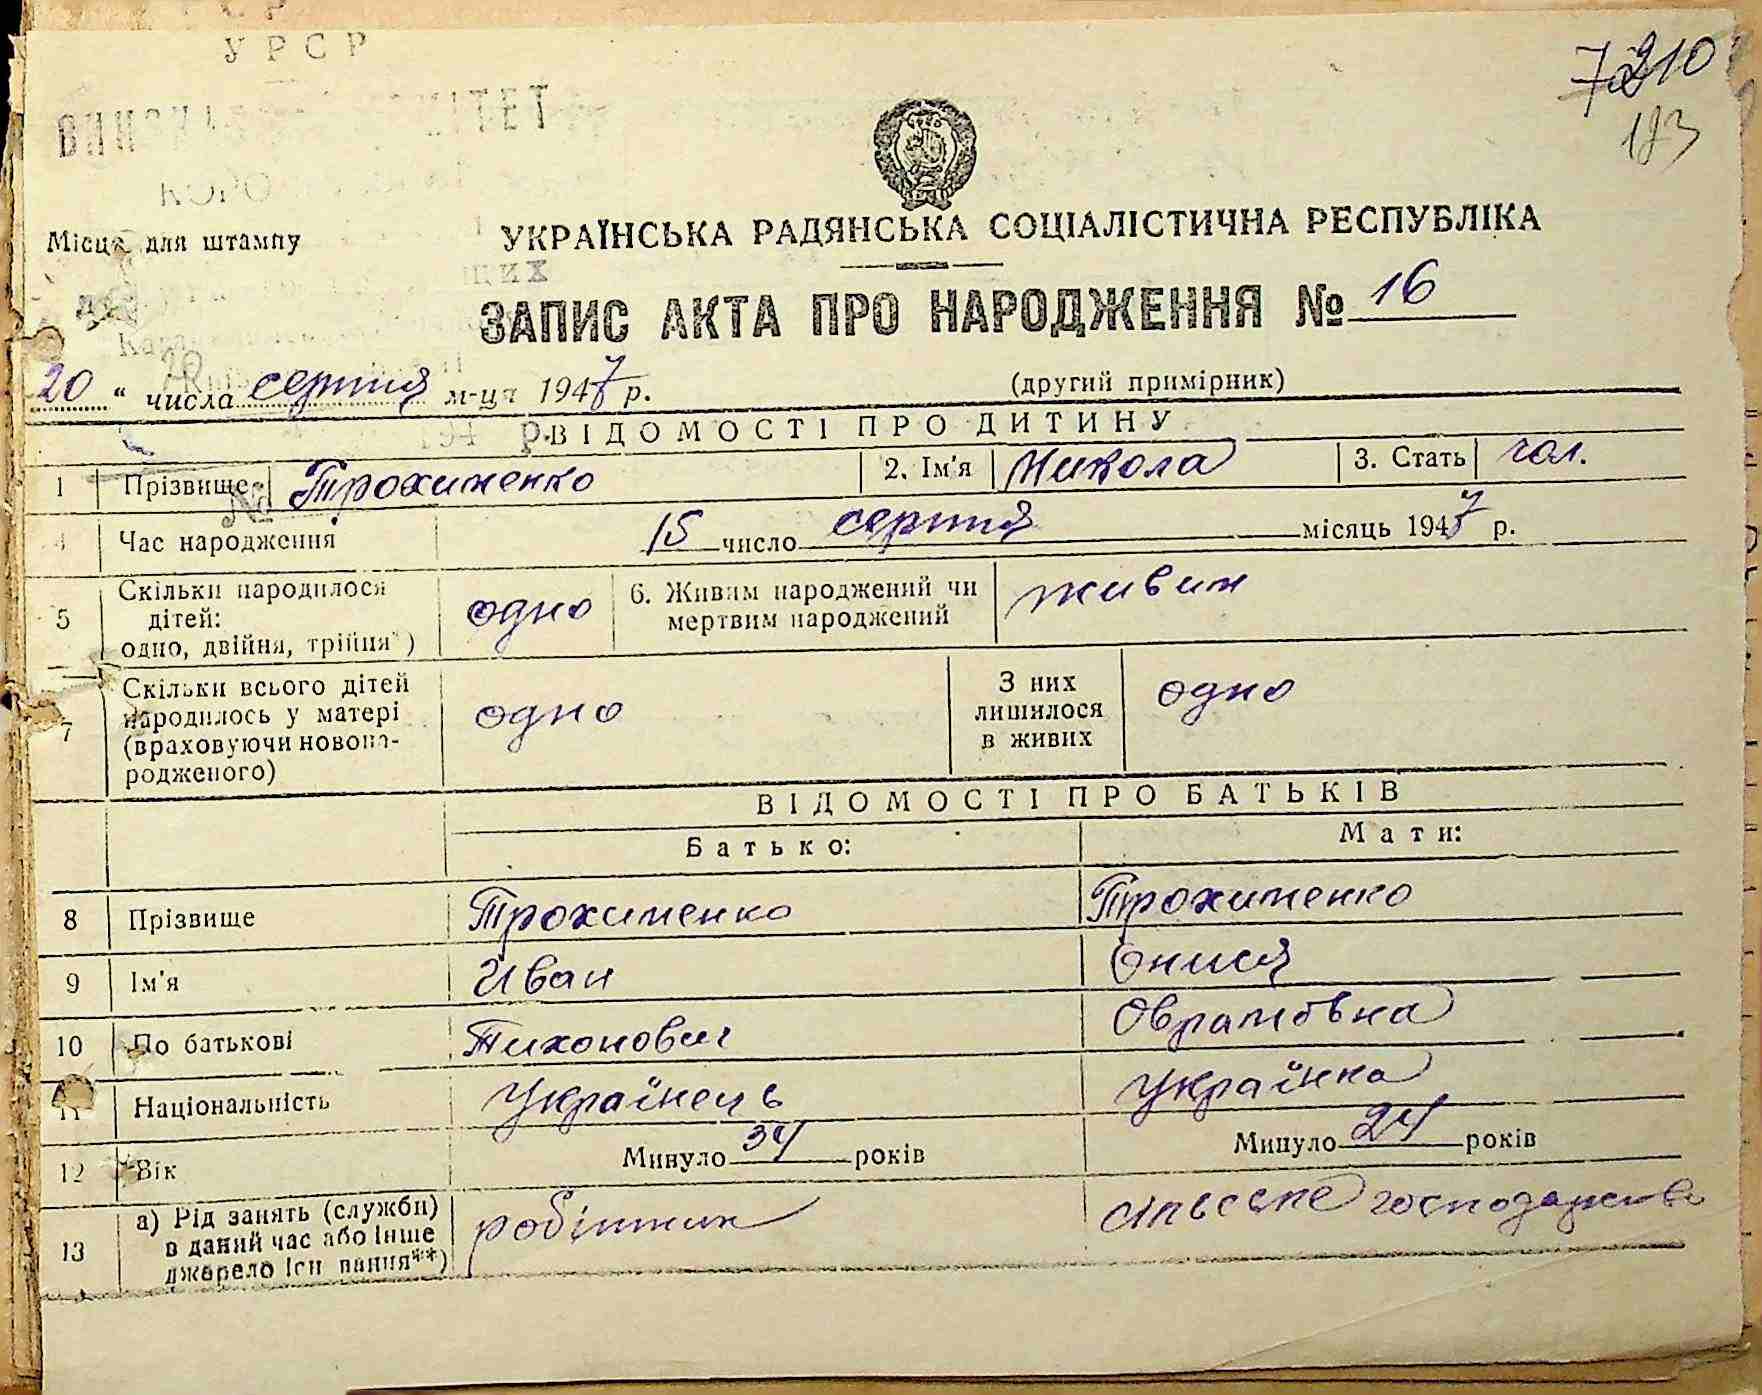 УРСР
210
193
Місце для штампу
УКРАЇНСЬКА РАДЯНСЬКА СОЦІАЛІСТИЧНА РЕСПУБЛІКА
ЗАПИС АКТА ПРО НАРОДЖЕННЯ № 16
20 " числа серпня м-ця 1947 р.
(другий примірник)
ВІДОМОСТІ ПРО ДИТИНУ
1 Прізвище Трохименко 2. Ім'я Микола 3. Стать чол.
4 Час народження 15 число серпня місяць 1947 р.
5 Скільки народилося дітей: одно, двійня, трійня*) одно 6. Живим народжений чи мертвим народжений живим
7 Скільки всього дітей народилось у матері (враховуючи новонародженого) одно З них лишилося в живих одно
ВІДОМОСТІ ПРО БАТЬКІВ
Батько: Мати:
8 Прізвище Трохименко Трохименко
9 Ім'я Иван Онися
10 По батькові Тихонович Оврамовна
11 Національність Українець Українка
12 Вік Минуло 34 років Минуло 24 років
13 а) Рід занять (служби) в даний час або інше джерело існування**) робітник сільське господарство